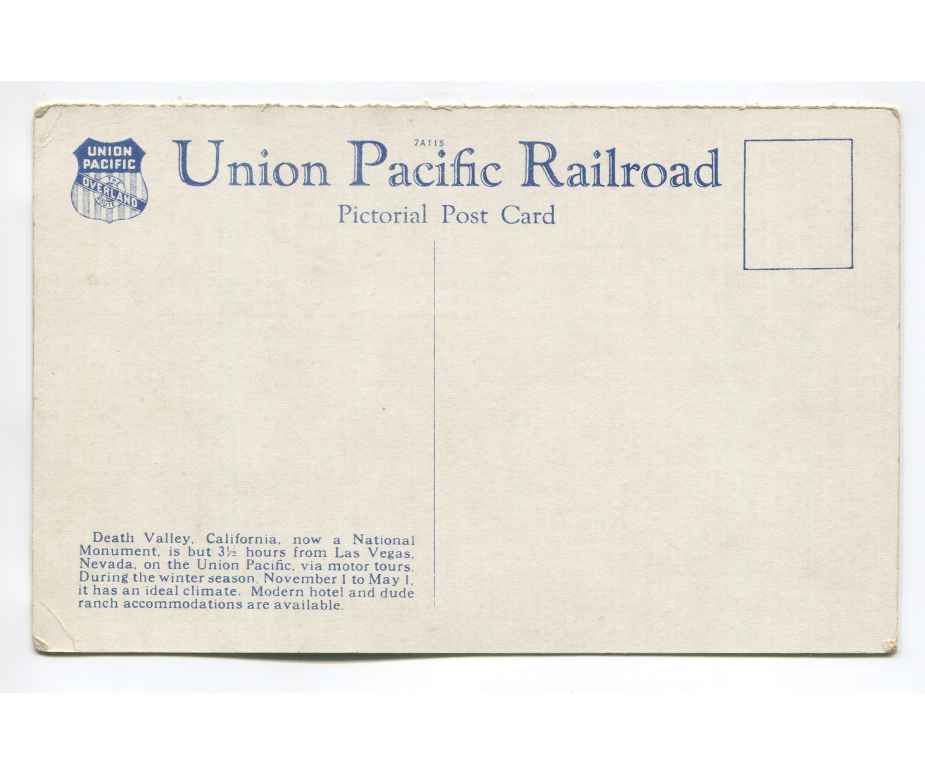 7A115
Union Pacific Railroad
Pictorial Post Card
UNION
PACIFIC
THE
OVERLAND
ROUTE
Death Valley, California, now a National
Monument, is but 3½ hours from Las Vegas,
Nevada, on the Union Pacific, via motor tours.
During the winter season, November 1 to May 1,
it has an ideal climate. Modern hotel and dude
ranch accommodations are available.